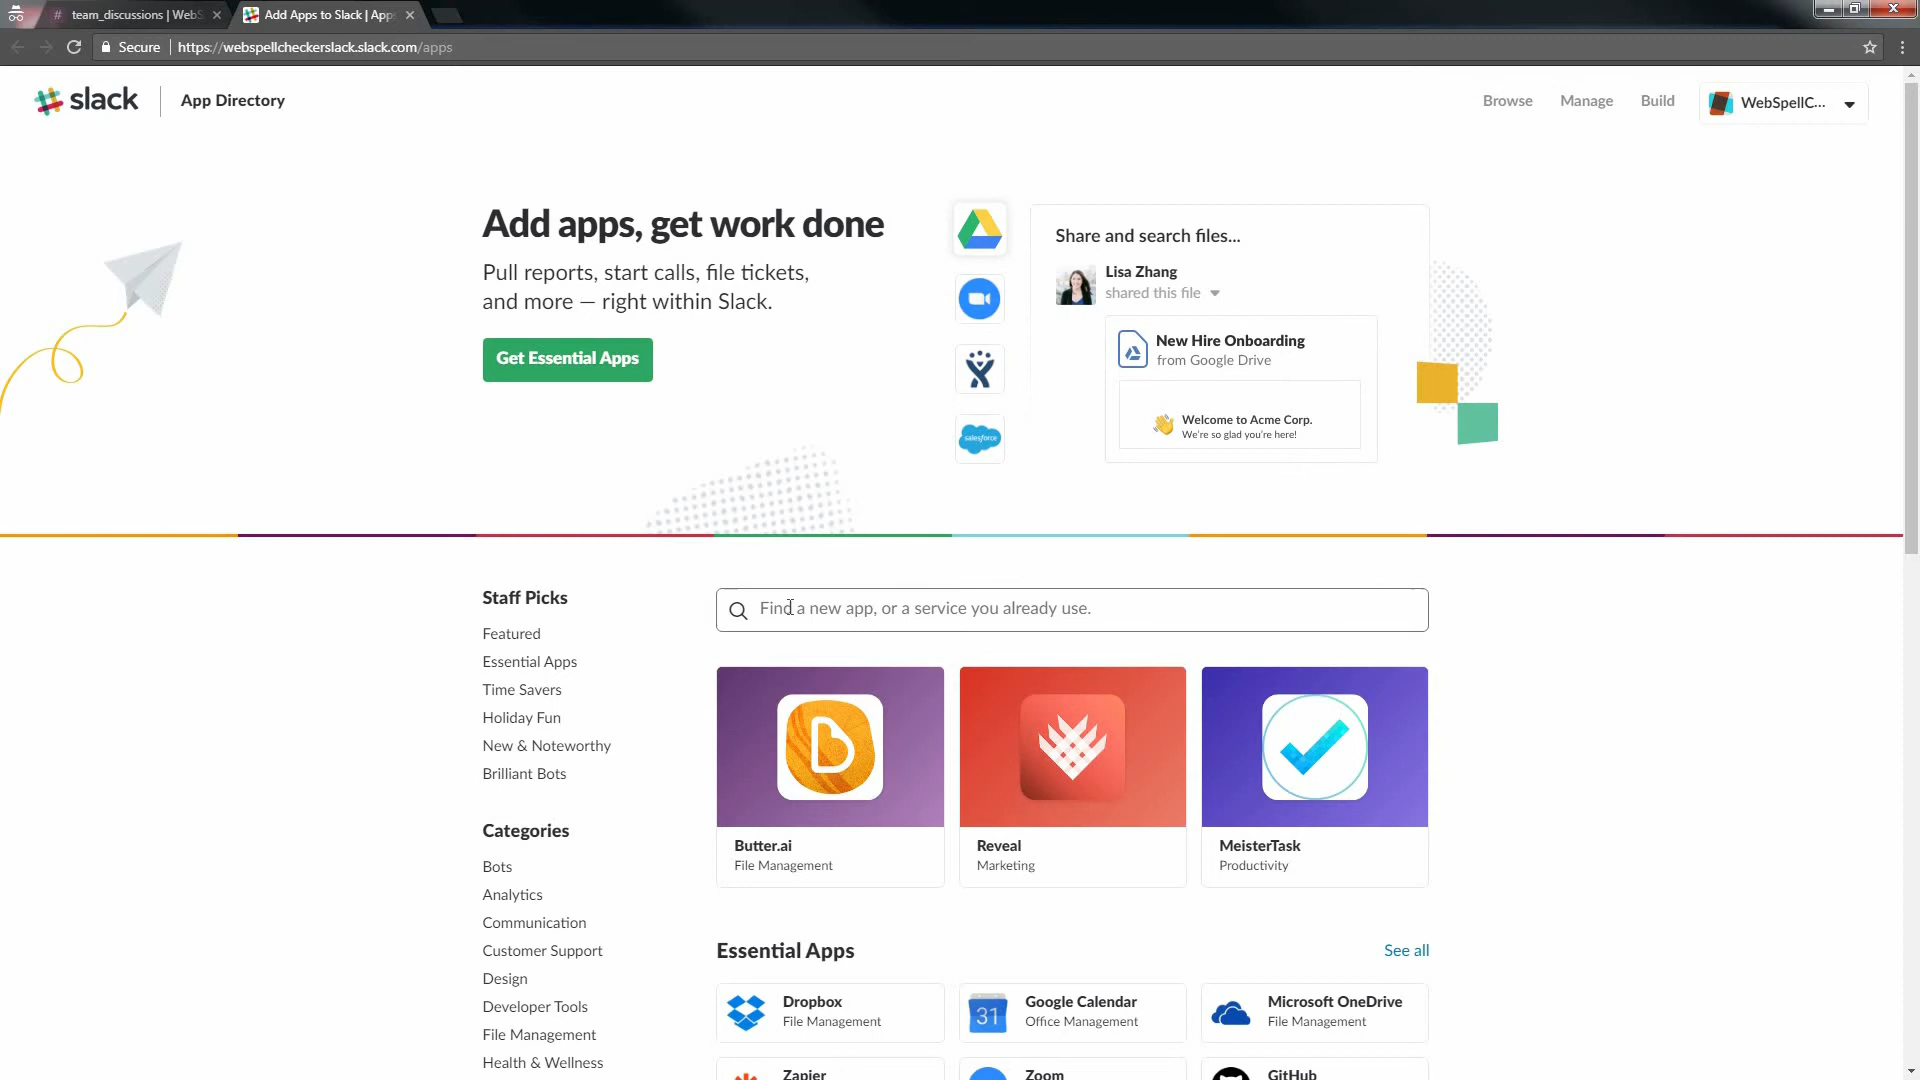 # team_discussions | WebS
Add Apps to Slack | Apps
Secure | https://webspellcheckerslack.slack.com/apps
slack
App Directory
Browse
Manage
Build
WebSpellC...
Add apps, get work done
Pull reports, start calls, file tickets,
and more — right within Slack.
Get Essential Apps
salesforce
Share and search files...
Lisa Zhang
shared this file
New Hire Onboarding
from Google Drive
Welcome to Acme Corp.
We're so glad you're here!
Staff Picks
Featured
Essential Apps
Time Savers
Holiday Fun
New & Noteworthy
Brilliant Bots
Categories
Bots
Analytics
Communication
Customer Support
Design
Developer Tools
File Management
Health & Wellness
Find a new app, or a service you already use.
Butter.ai
File Management
Reveal
Marketing
MeisterTask
Productivity
Essential Apps
See all
Dropbox
File Management
31
Google Calendar
Office Management
Microsoft OneDrive
File Management
Zapier
Zoom
GitHub